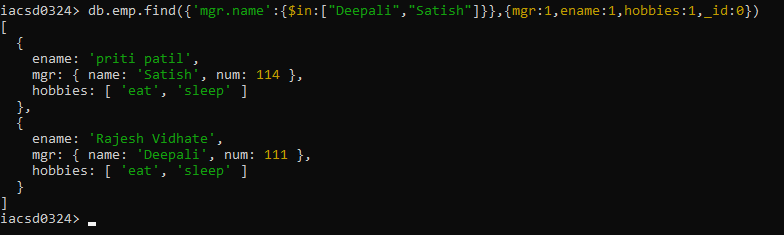 iacsd0324> db.emp.find({'mgr.name':{$in:["Deepali","Satish"]}},{mgr:1,ename:1,hobbies:1,_id:0})
[
  {
    ename: 'priti patil',
    mgr: { name: 'Satish', num: 114 },
    hobbies: [ 'eat', 'sleep' ]
  },
  {
    ename: 'Rajesh Vidhate',
    mgr: { name: 'Deepali', num: 111 },
    hobbies: [ 'eat', 'sleep' ]
  }
]
iacsd0324>